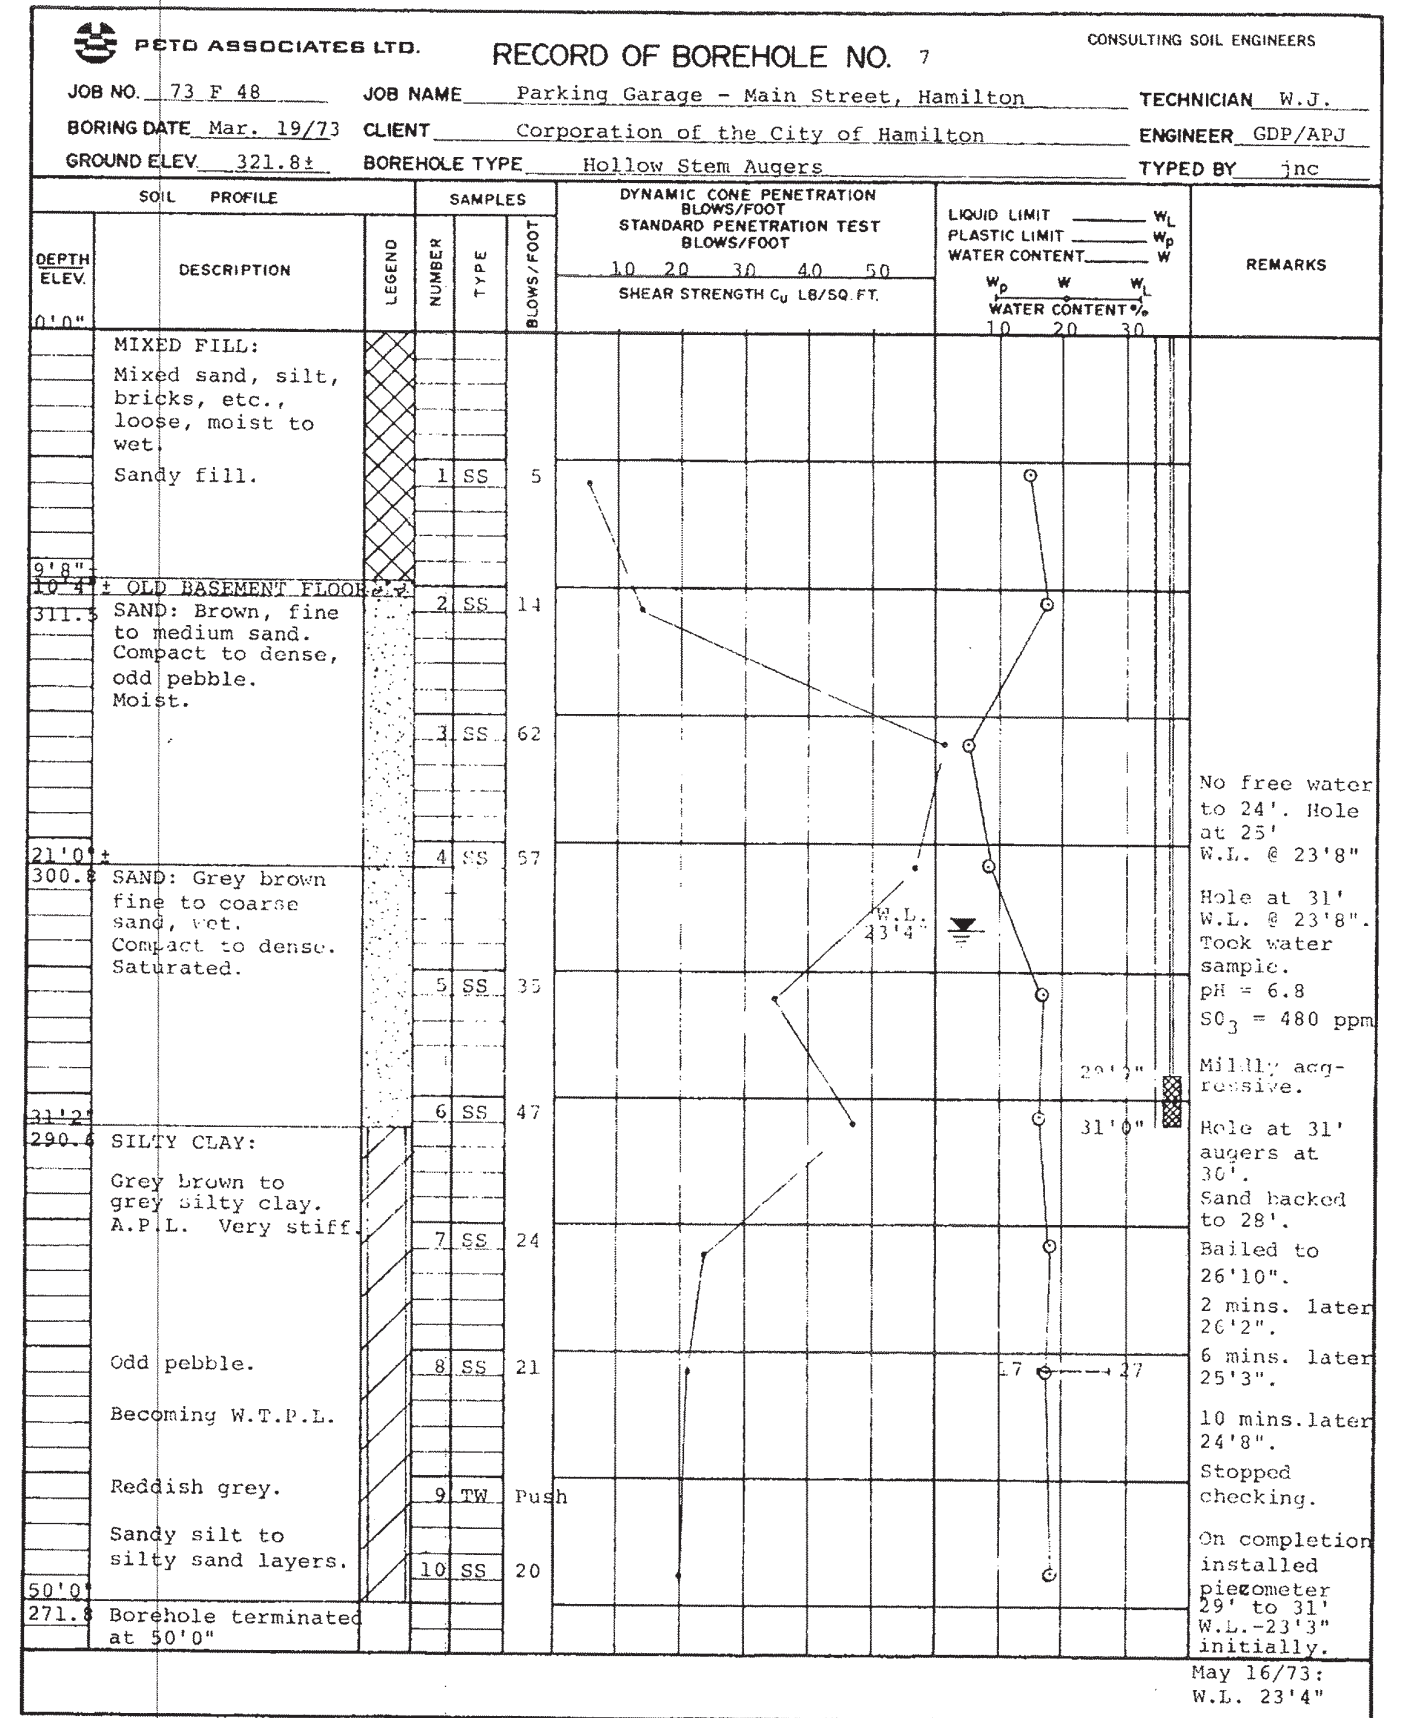 PETO ASSOCIATES LTD.
RECORD OF BOREHOLE NO. 7
CONSULTING SOIL ENGINEERS
JOB NO. 73 F 48
JOB NAME Parking Garage - Main Street, Hamilton
TECHNICIAN W.J.
BORING DATE Mar. 19/73
CLIENT Corporation of the City of Hamilton
ENGINEER GDP/APJ
GROUND ELEV. 321.8±
BOREHOLE TYPE Hollow Stem Augers
TYPED BY jnc
SOIL PROFILE
SAMPLES
DYNAMIC CONE PENETRATION
BLOWS/FOOT
STANDARD PENETRATION TEST
BLOWS/FOOT
10 20 30 40 50
SHEAR STRENGTH Cu LB/SQ.FT.
LIQUID LIMIT WL
PLASTIC LIMIT Wp
WATER CONTENT W
Wp W WL
WATER CONTENT %
10 20 30
REMARKS
DEPTH
ELEV.
DESCRIPTION
LEGEND
NUMBER
TYPE
BLOWS/FOOT
0'0"
MIXED FILL:
Mixed sand, silt,
bricks, etc.,
loose, moist to
wet.
Sandy fill.
1 SS 5
9'8"
10'4"± OLD BASEMENT FLOOR
311.5
SAND: Brown, fine
to medium sand.
Compact to dense,
odd pebble.
Moist.
2 SS 14
3 SS 62
21'0"±
4 SS 57
300.8
SAND: Grey brown
fine to coarse
sand, wet.
Compact to dense.
Saturated.
W.L.
23'4"
5 SS 35
6 SS 47
31'2"
290.6
SILTY CLAY:
Grey brown to
grey silty clay.
A.P.L. Very stiff.
31'0"
7 SS 24
Odd pebble.
8 SS 21
17 27
Becoming W.T.P.L.
Reddish grey.
9 TW Push
Sandy silt to
silty sand layers.
10 SS 20
50'0"
271.8
Borehole terminated
at 50'0"
No free water
to 24'. Hole
at 25'
W.L. @ 23'8"
Hole at 31'
W.L. @ 23'8".
Took water
sample.
pH = 6.8
SO3 = 480 ppm
Mildly agg-
ressive.
Hole at 31'
augers at
30'.
Sand backed
to 28'.
Bailed to
26'10".
2 mins. later
26'2".
6 mins. later
25'3".
10 mins.later
24'8".
Stopped
checking.
On completion
installed
piezometer
29' to 31'
W.L.-23'3"
initially.
May 16/73:
W.L. 23'4"